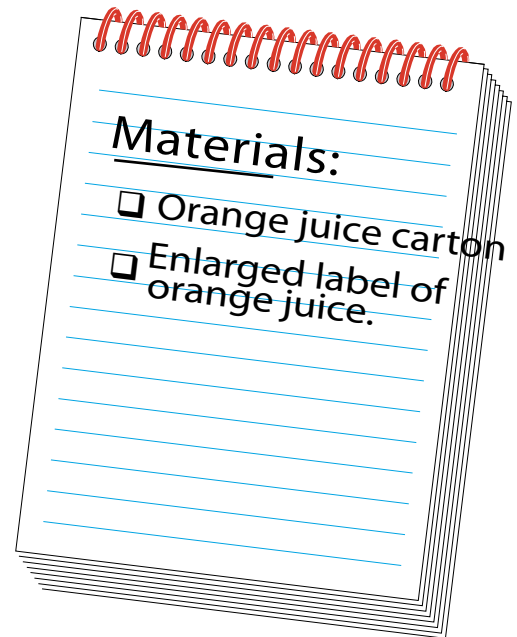 Materials:
❑ Orange juice carton
❑ Enlarged label of
orange juice.